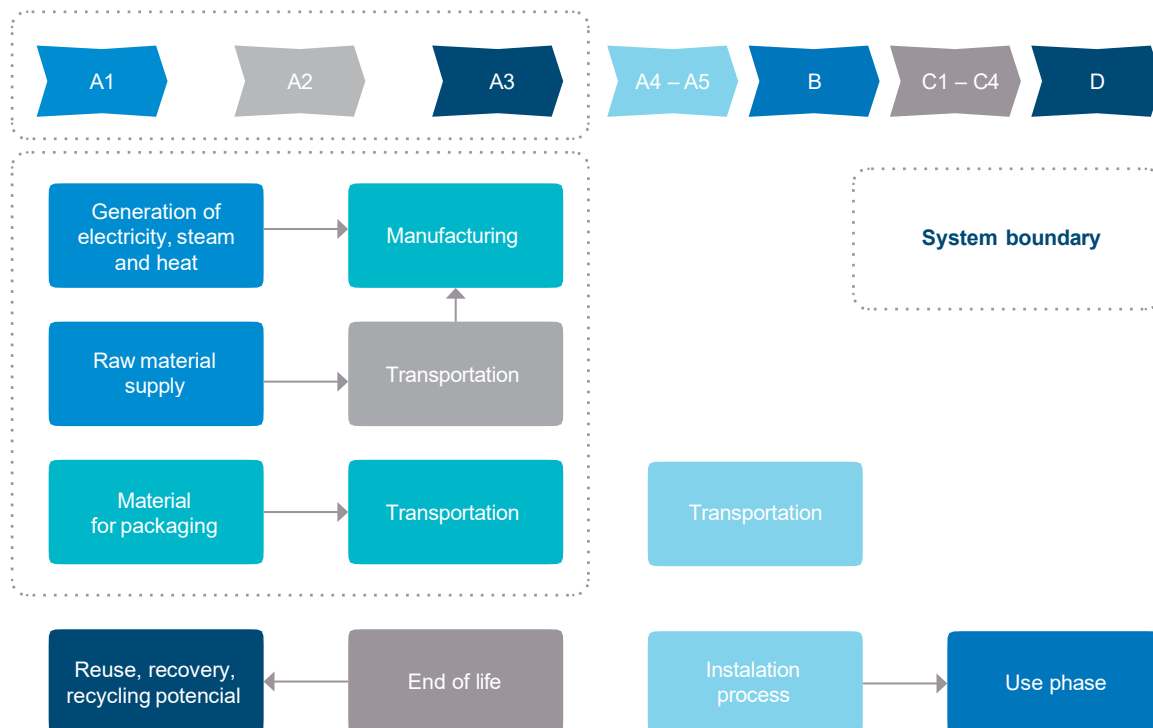 A1
A2
A3
A4 – A5
B
C1 – C4
D
Generation of
electricity, steam
and heat
Manufacturing
System boundary
Raw material
supply
Transportation
Material
for packaging
Transportation
Transportation
Reuse, recovery,
recycling potencial
End of life
Instalation
process
Use phase